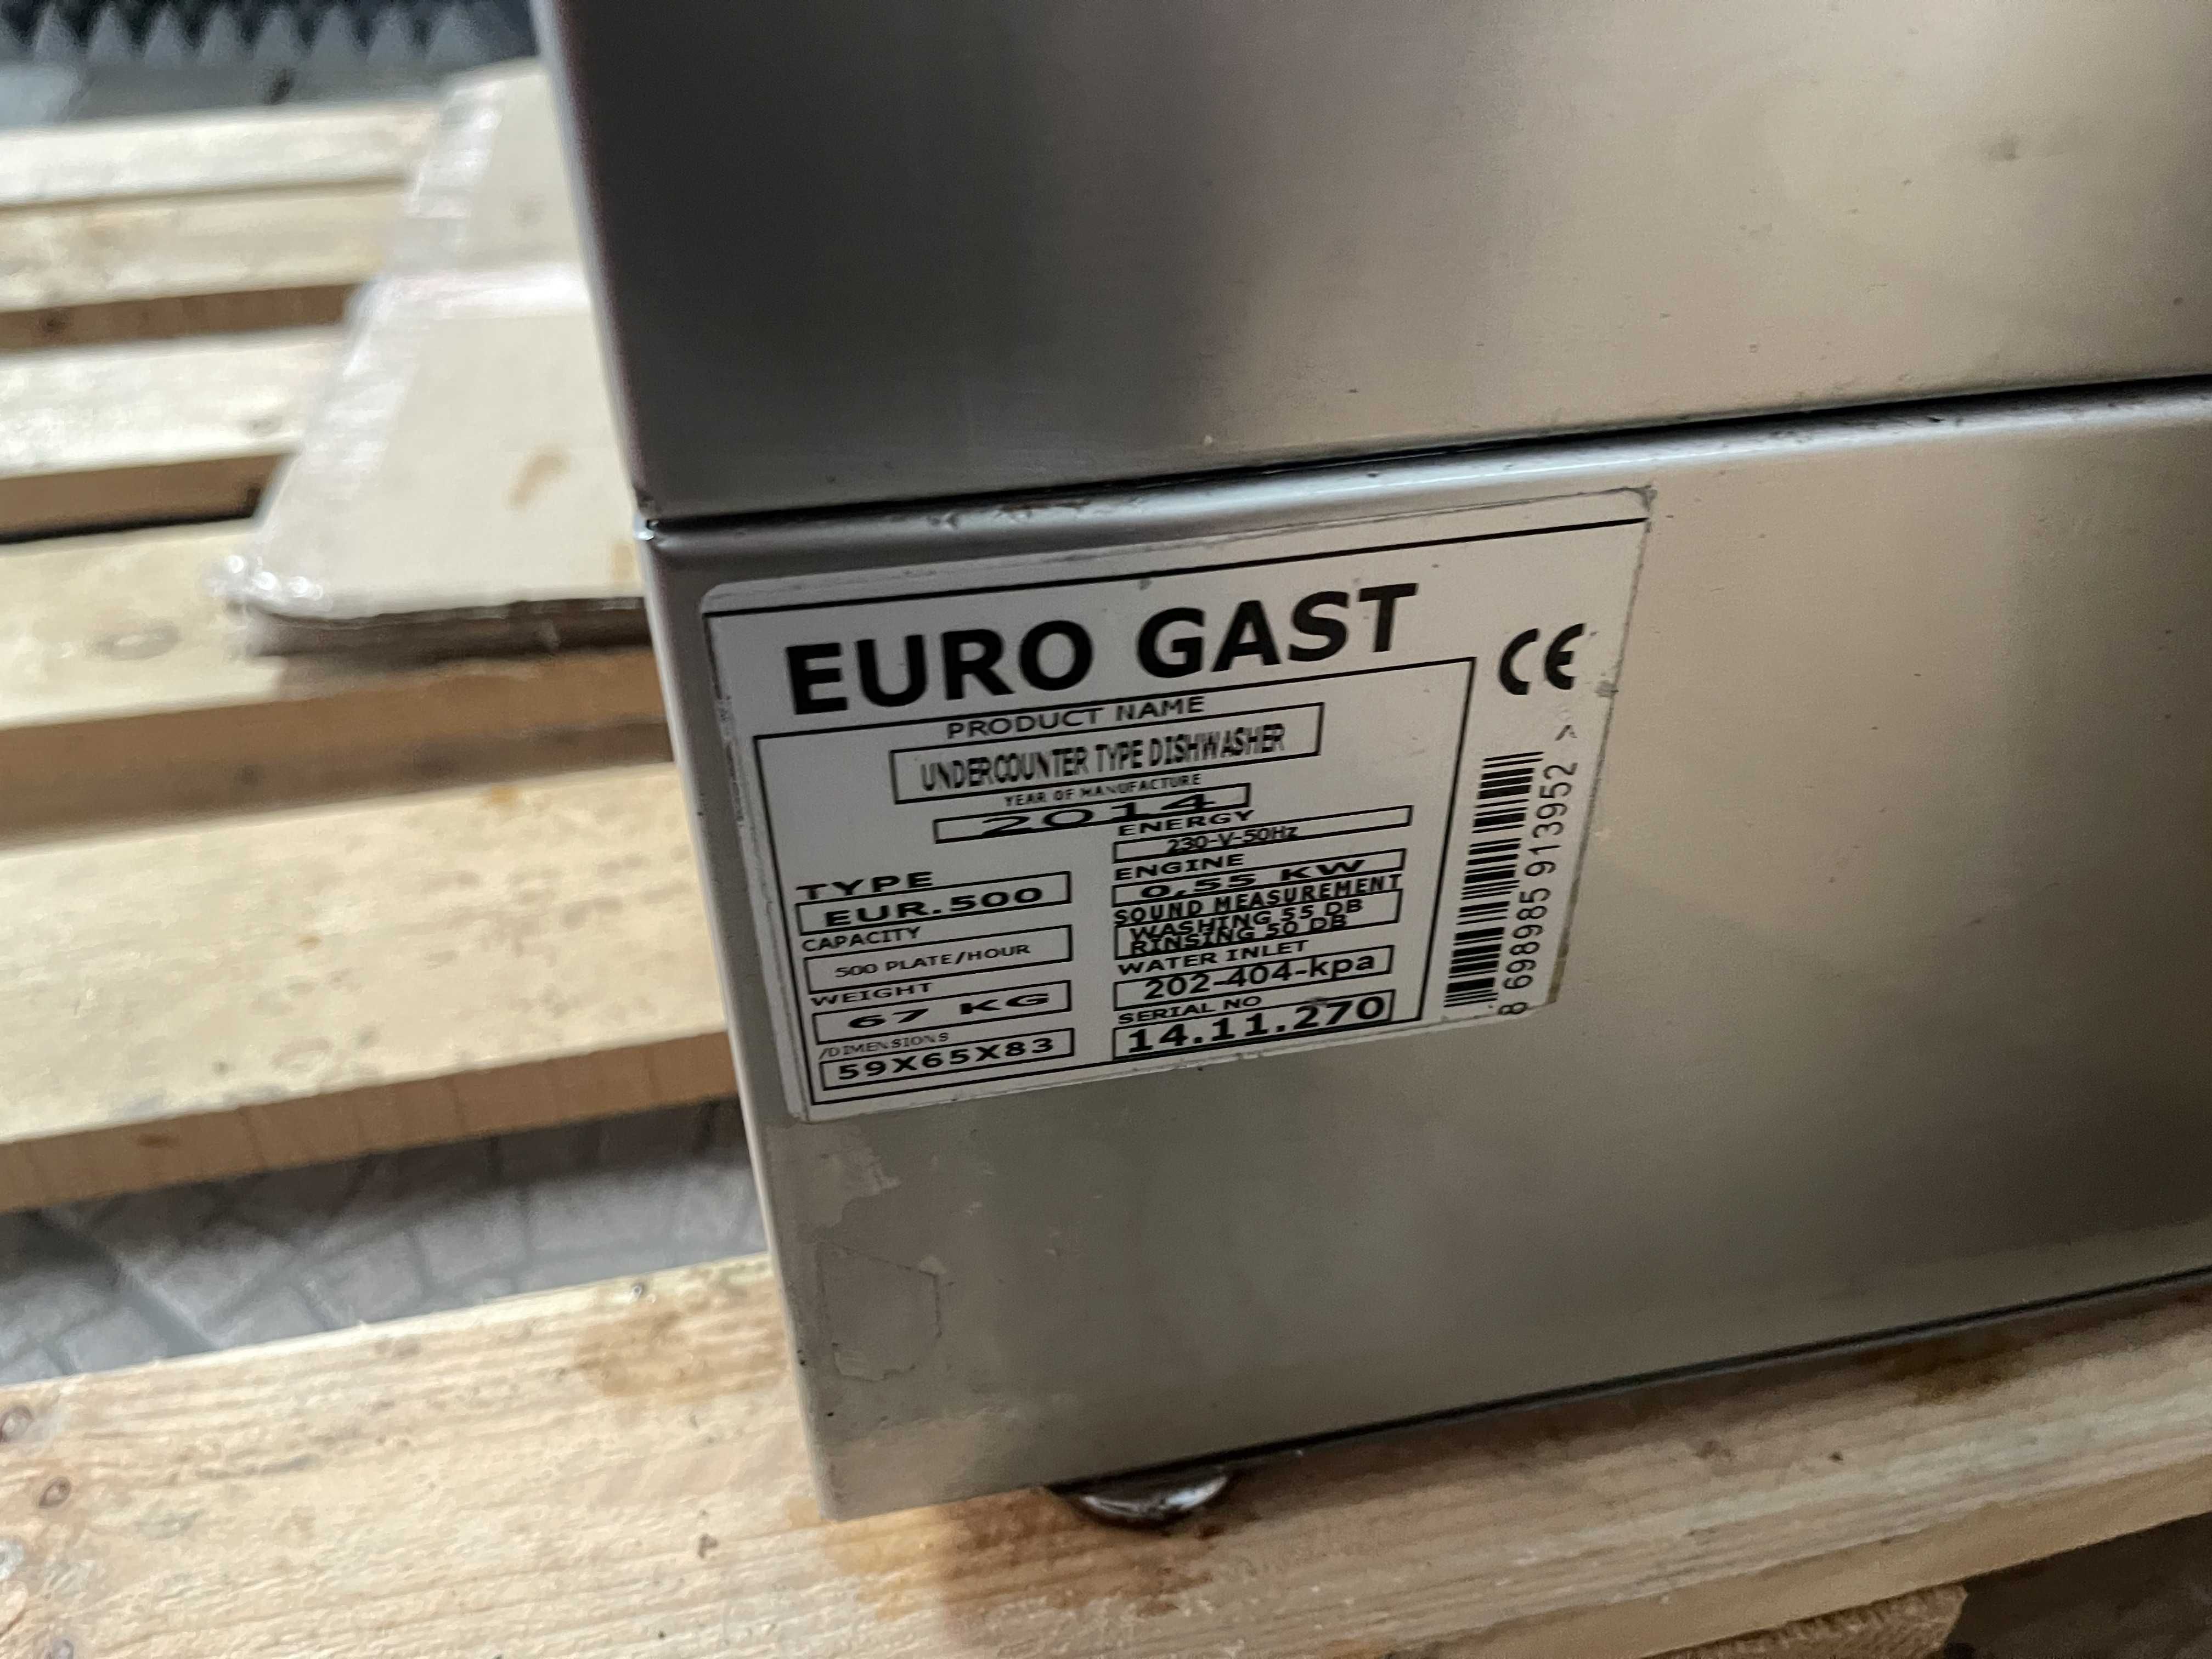 EURO GAST
CE
PRODUCT NAME
UNDERCOUNTER TYPE DISHWASHER
YEAR OF MANUFACTURE
2014
TYPE
EUR.500
CAPACITY
500 PLATE/HOUR
WEIGHT
67 KG
/DIMENSIONS
59X65X83
ENERGY
230-V-50Hz
ENGINE
0.55 KW
SOUND MEASUREMENT
WASHING 55 DB
RINSING 50 DB
WATER INLET
202-404-kpa
SERIAL NO
14.11.270
8 698985 913952 >